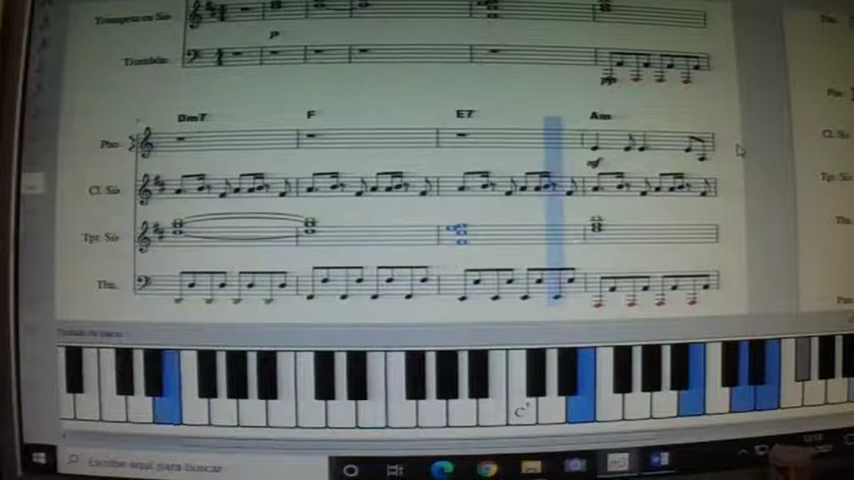 Trompeta en Sib
p
Trombón
pp
Dm7 F E7 Am
Pno.
mf
Cl. Sib
Tpt. Sib
Tbn.
Teclado de piano
C
Escribe aquí para buscar